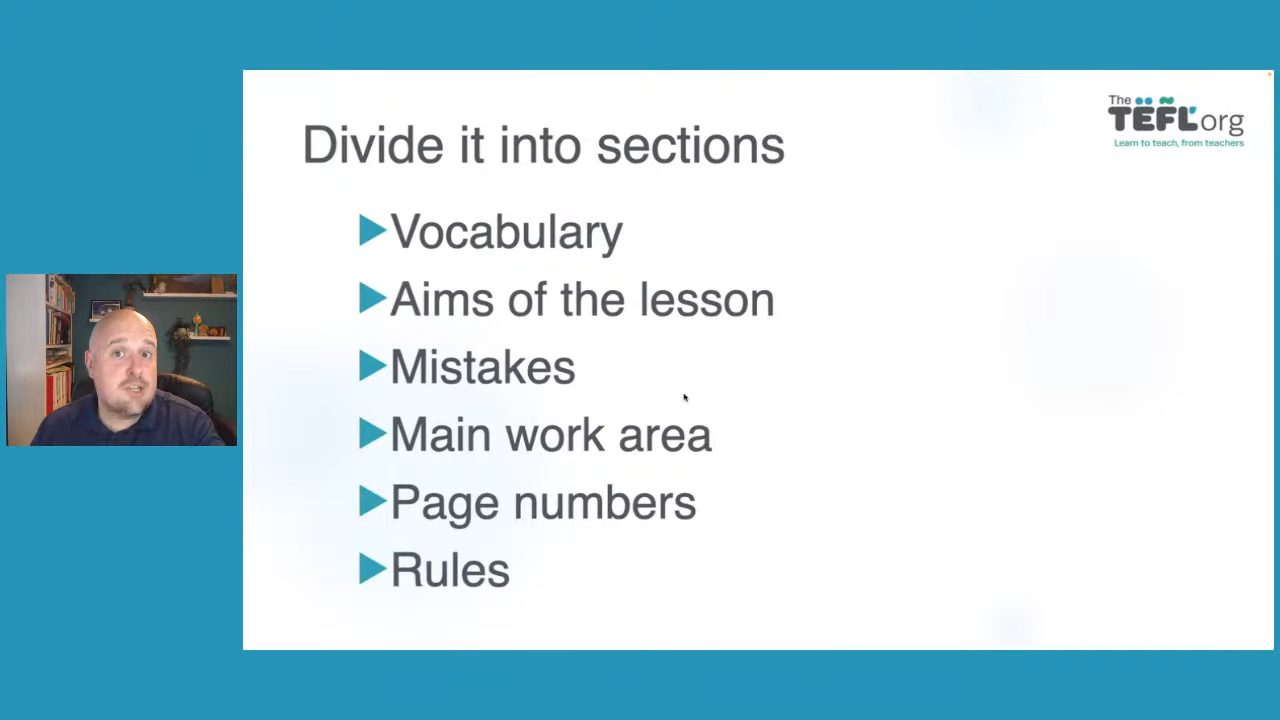 The
TEFL.org
Learn to teach, from teachers
Divide it into sections
Vocabulary
Aims of the lesson
Mistakes
Main work area
Page numbers
Rules